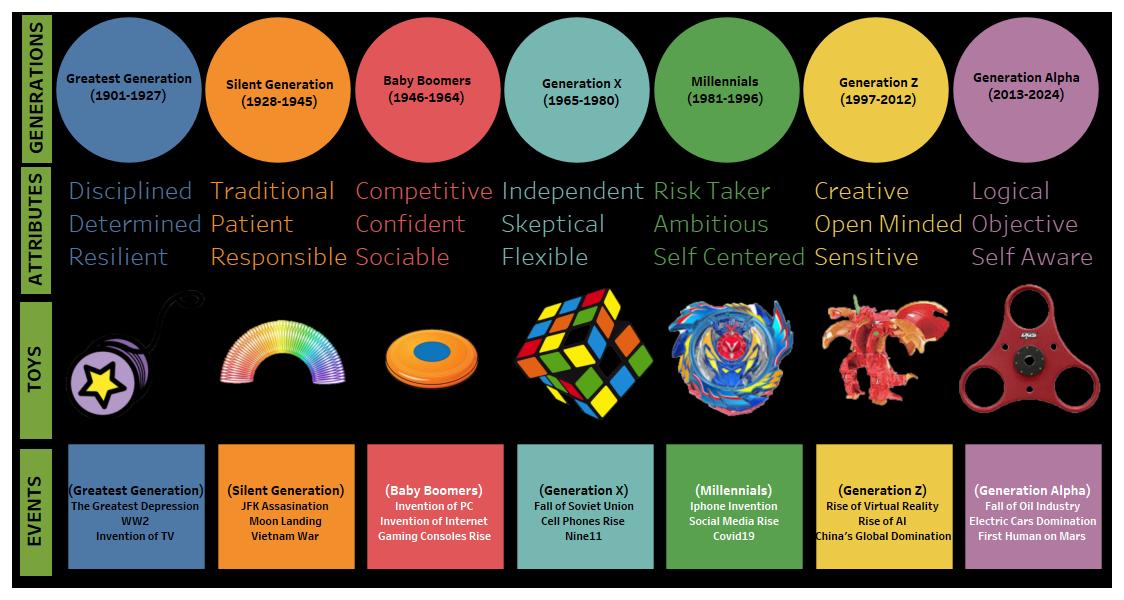 GENERATIONS
Greatest Generation
(1901-1927)
Silent Generation
(1928-1945)
Baby Boomers
(1946-1964)
Generation X
(1965-1980)
Millennials
(1981-1996)
Generation Z
(1997-2012)
Generation Alpha
(2013-2024)
ATTRIBUTES
Disciplined
Determined
Resilient
Traditional
Patient
Responsible
Competitive
Confident
Sociable
Independent
Skeptical
Flexible
Risk Taker
Ambitious
Self Centered
Creative
Open Minded
Sensitive
Logical
Objective
Self Aware
TOYS
EVENTS
(Greatest Generation)
The Greatest Depression
WW2
Invention of TV
(Silent Generation)
JFK Assasination
Moon Landing
Vietnam War
(Baby Boomers)
Invention of PC
Invention of Internet
Gaming Consoles Rise
(Generation X)
Fall of Soviet Union
Cell Phones Rise
Nine11
(Millennials)
Iphone Invention
Social Media Rise
Covid19
(Generation Z)
Rise of Virtual Reality
Rise of AI
China's Global Domination
(Generation Alpha)
Fall of Oil Industry
Electric Cars Domination
First Human on Mars